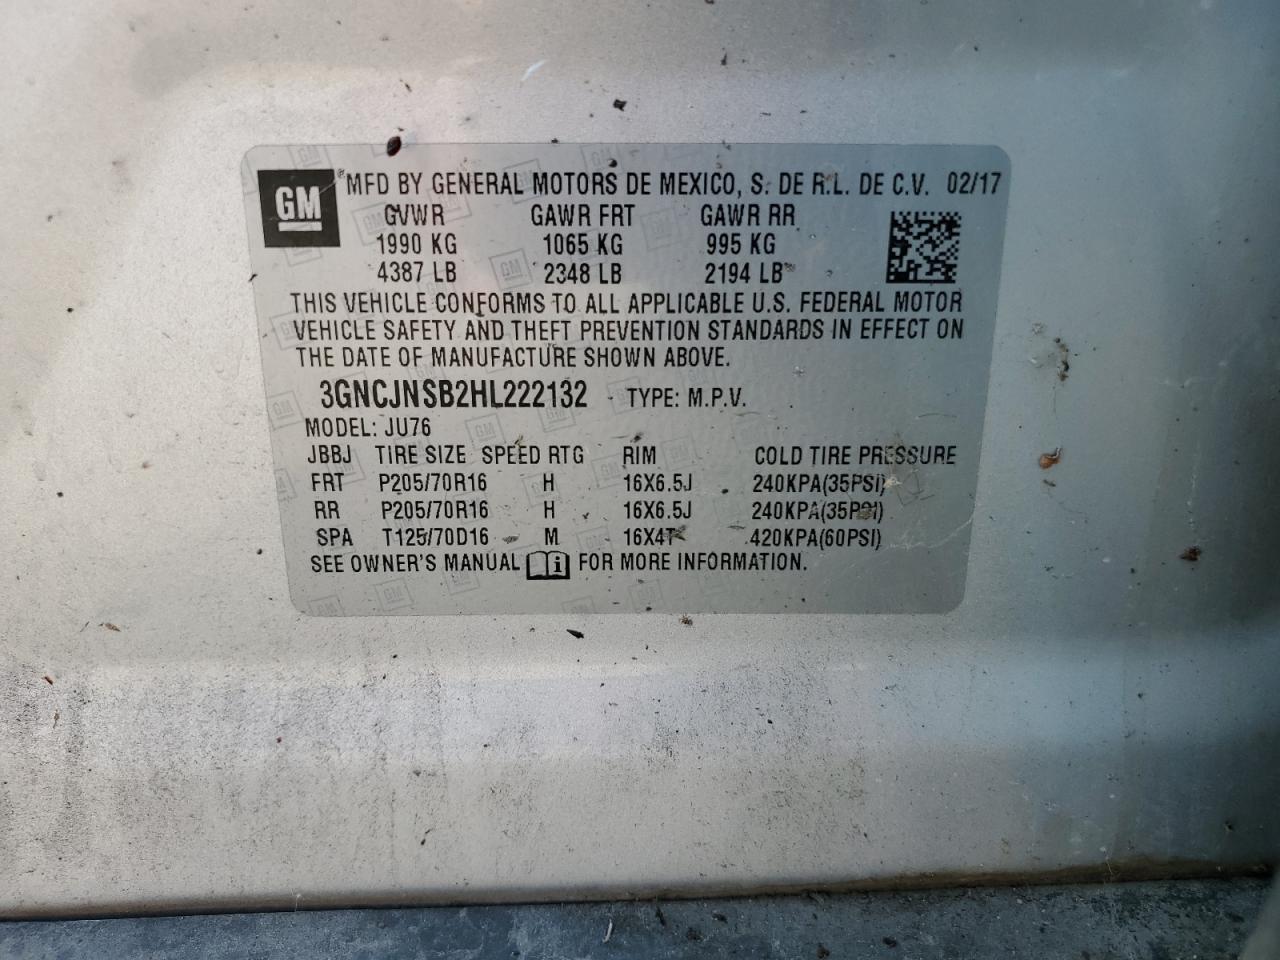 GM
MFD BY GENERAL MOTORS DE MEXICO, S. DE R.L. DE C.V. 02/17
GVWR GAWR FRT GAWR RR
1990 KG 1065 KG 995 KG
4387 LB 2348 LB 2194 LB
THIS VEHICLE CONFORMS TO ALL APPLICABLE U.S. FEDERAL MOTOR
VEHICLE SAFETY AND THEFT PREVENTION STANDARDS IN EFFECT ON
THE DATE OF MANUFACTURE SHOWN ABOVE.
3GNCJNSB2HL222132 TYPE: M.P.V.
MODEL: JU76
JBBJ TIRE SIZE SPEED RTG RIM COLD TIRE PRESSURE
FRT P205/70R16 H 16X6.5J 240KPA(35PSI)
RR P205/70R16 H 16X6.5J 240KPA(35PSI)
SPA T125/70D16 M 16X4T 420KPA(60PSI)
SEE OWNER'S MANUAL i FOR MORE INFORMATION.